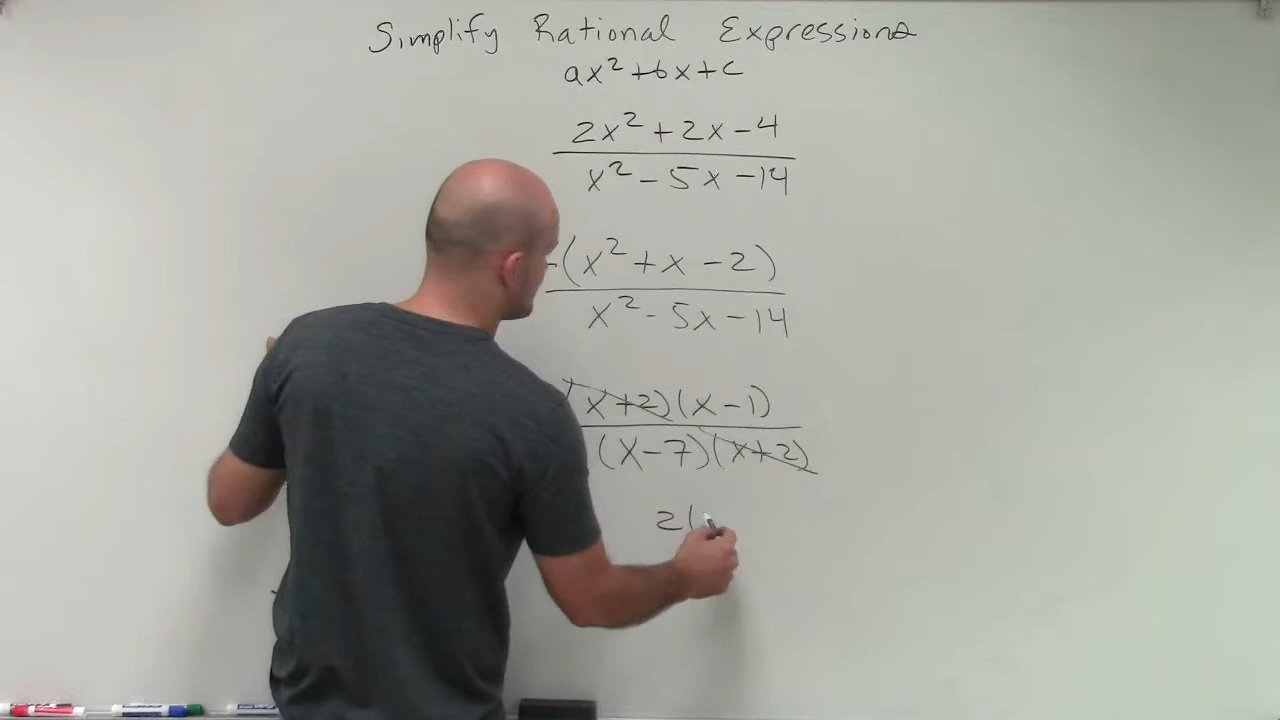 Simplify Rational Expressions
ax² + bx + c
2x² + 2x - 4
x² - 5x - 14
(x² + x - 2)
x² - 5x - 14
(x + 2)(x - 1)
(x - 7)(x + 2)
2(